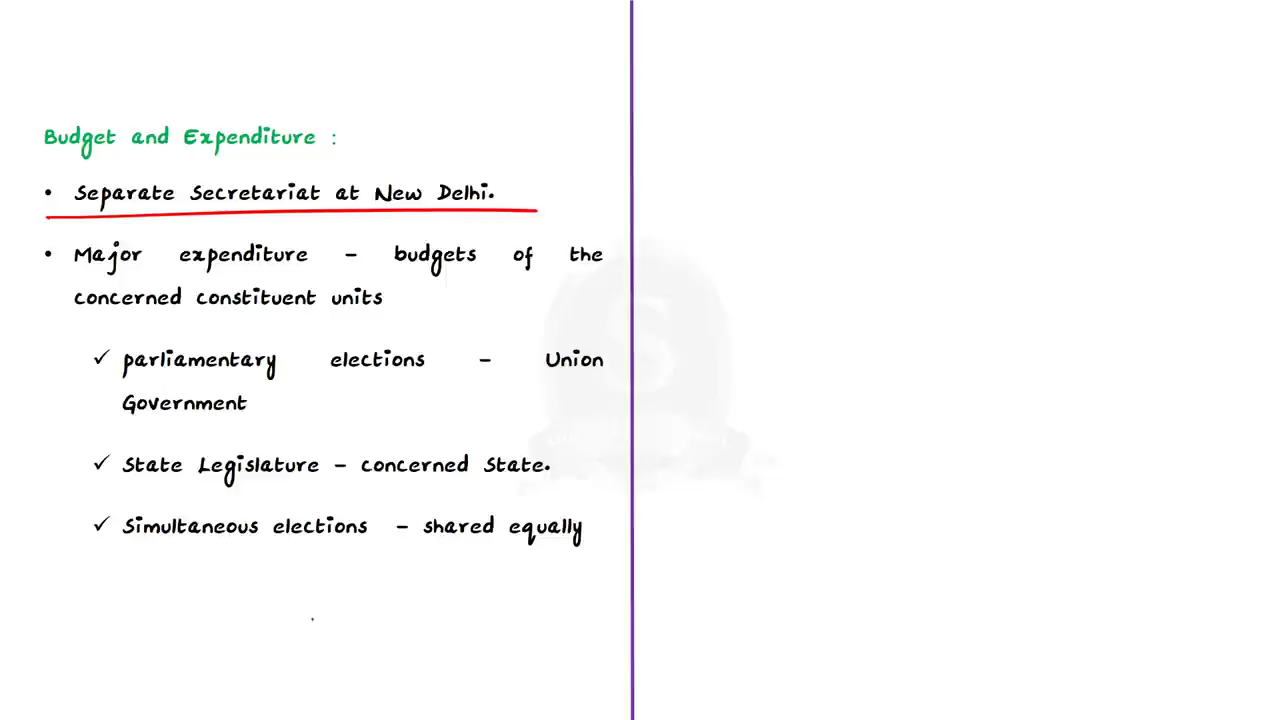 Budget and Expenditure :
• Separate Secretariat at New Delhi.
• Major expenditure – budgets of the
concerned constituent units
✓ parliamentary elections – Union
Government
✓ State Legislature – concerned State.
✓ Simultaneous elections – shared equally